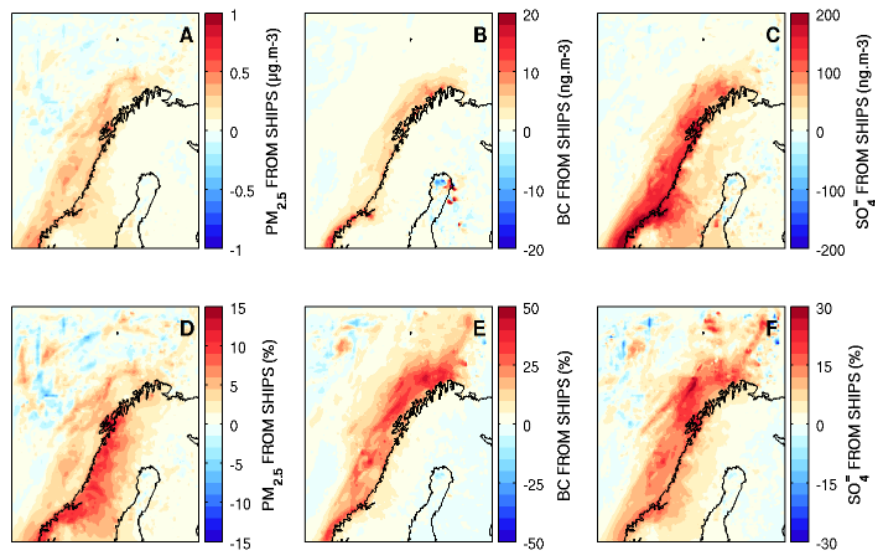 A
1
0.5
0
-0.5
-1
PM2.5 FROM SHIPS (µg.m-3)
B
20
10
0
-10
-20
BC FROM SHIPS (ng.m-3)
C
200
100
0
-100
-200
SO4= FROM SHIPS (ng.m-3)
D
15
10
5
0
-5
-10
-15
PM2.5 FROM SHIPS (%)
E
50
25
0
-25
-50
BC FROM SHIPS (%)
F
30
15
0
-15
-30
SO4= FROM SHIPS (%)